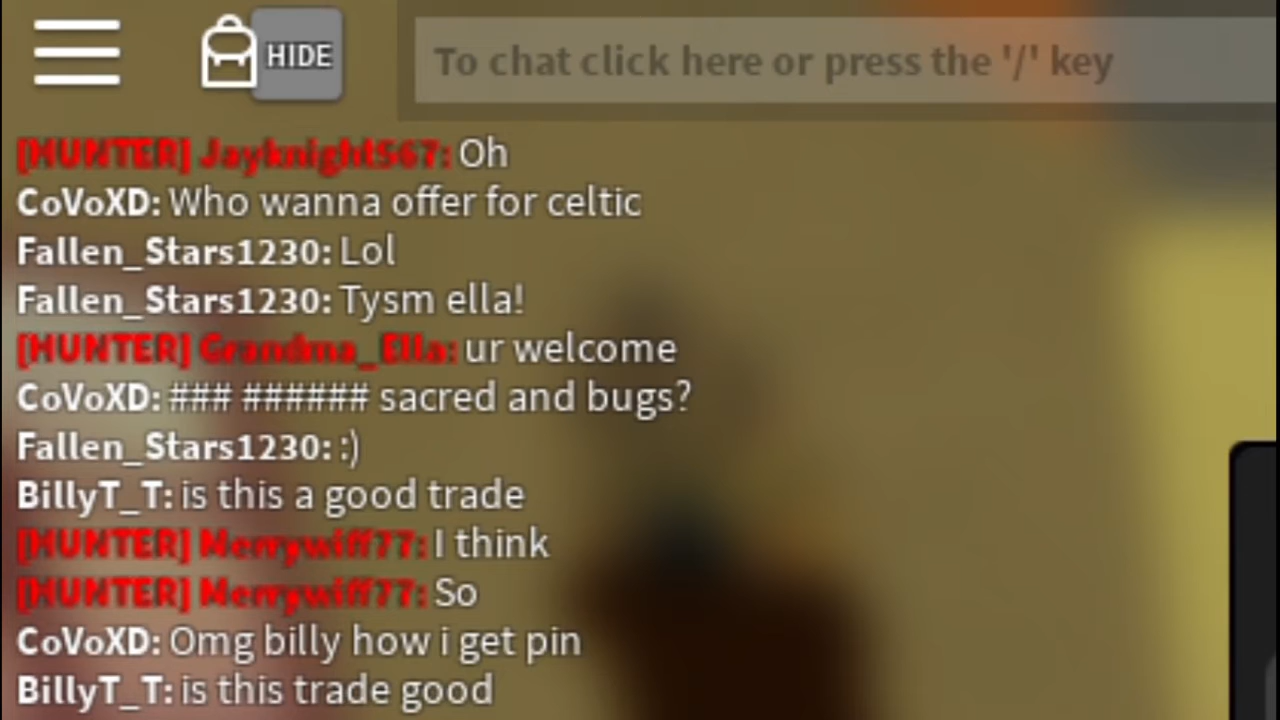 HIDE
To chat click here or press the '/' key
[HUNTER] Jayknight567: Oh
CoVoXD: Who wanna offer for celtic
Fallen_Stars1230: Lol
Fallen_Stars1230: Tysm ella!
[HUNTER] Grandma_Ella: ur welcome
CoVoXD: ### ###### sacred and bugs?
Fallen_Stars1230: :)
BillyT_T: is this a good trade
[HUNTER] Merrywiff77: I think
[HUNTER] Merrywiff77: So
CoVoXD: Omg billy how i get pin
BillyT_T: is this trade good